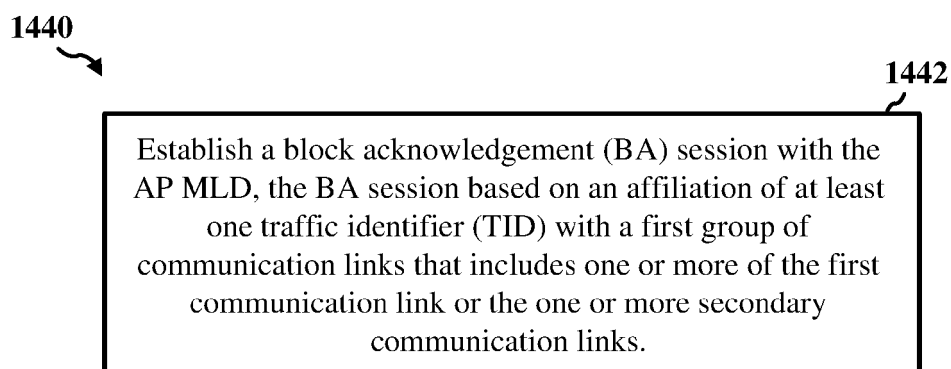 1440
1442
Establish a block acknowledgement (BA) session with the
AP MLD, the BA session based on an affiliation of at least
one traffic identifier (TID) with a first group of
communication links that includes one or more of the first
communication link or the one or more secondary
communication links.